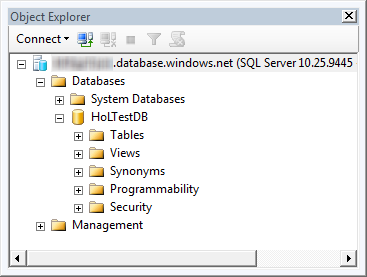 Object Explorer
Connect
.database.windows.net (SQL Server 10.25.9445
Databases
System Databases
HoLTestDB
Tables
Views
Synonyms
Programmability
Security
Management